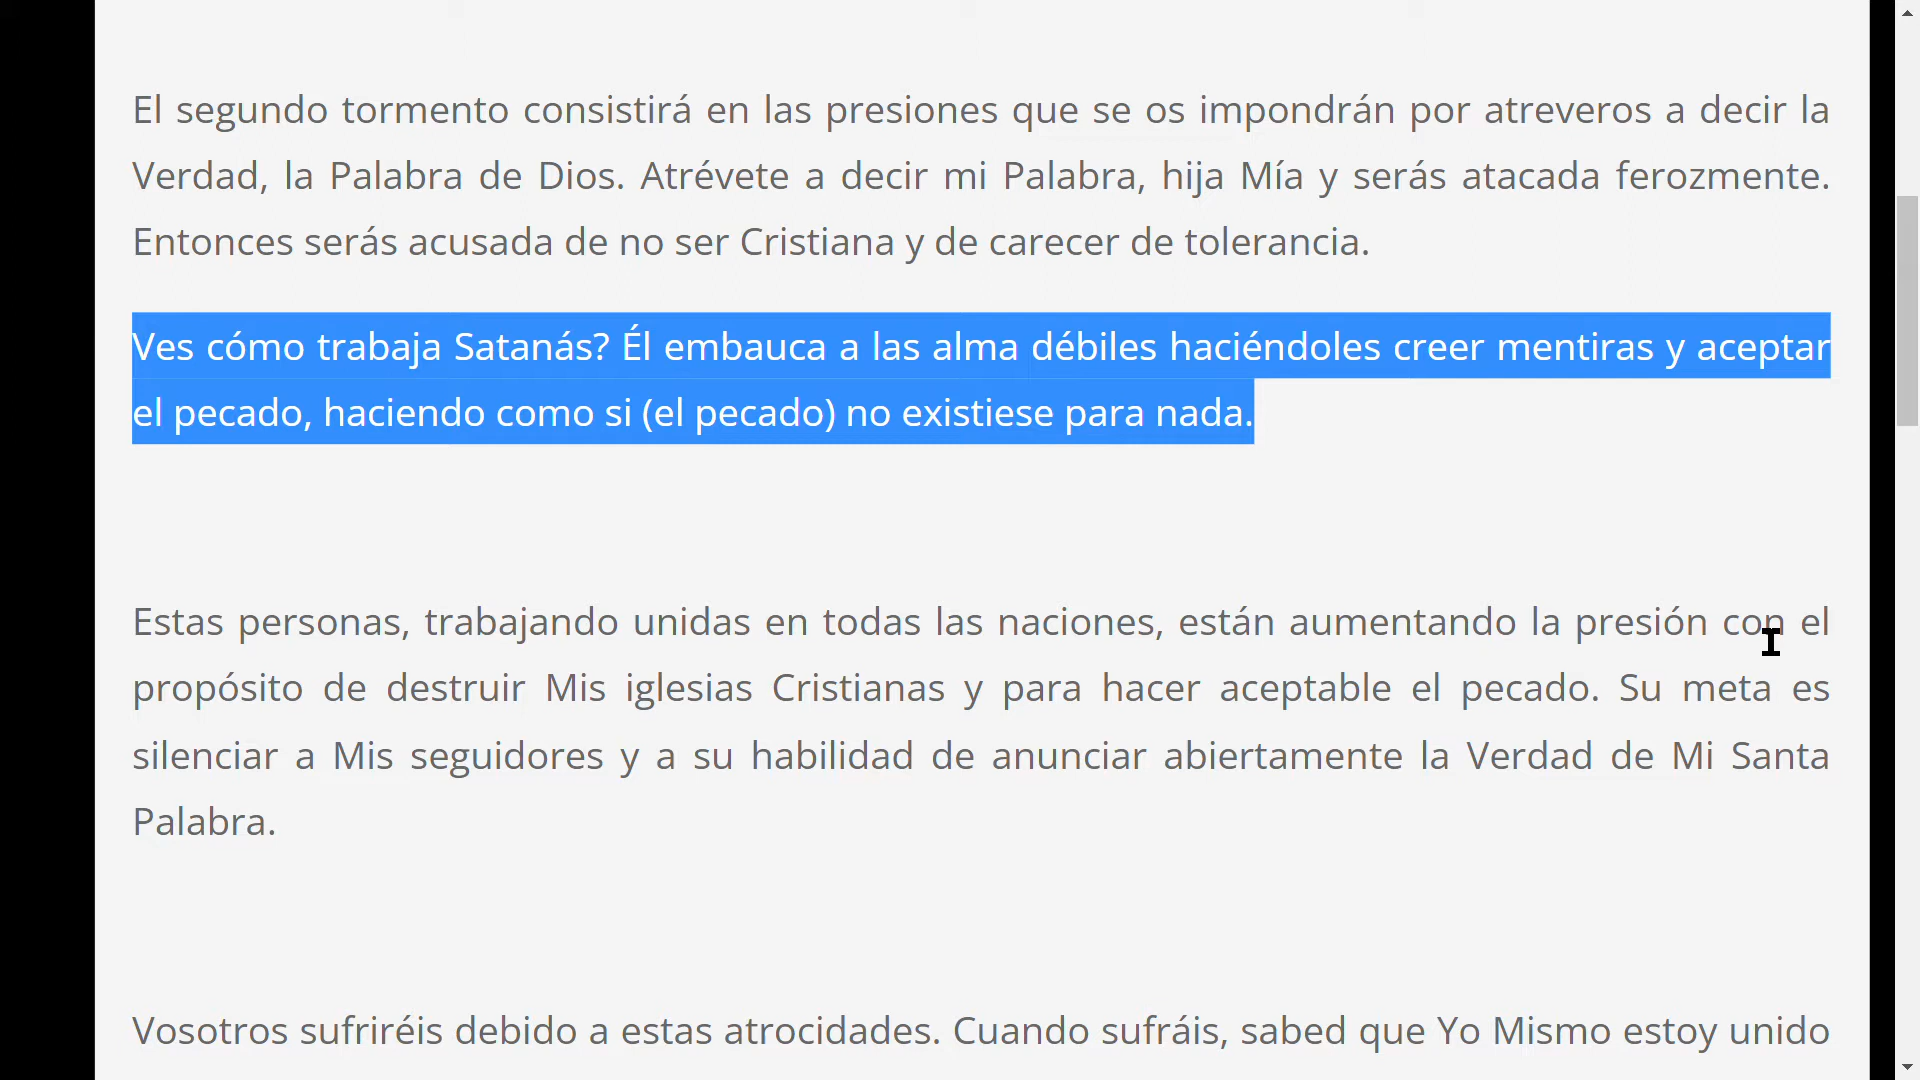 El segundo tormento consistirá en las presiones que se os impondrán por atreveros a decir la
Verdad, la Palabra de Dios. Atrévete a decir mi Palabra, hija Mía y serás atacada ferozmente.
Entonces serás acusada de no ser Cristiana y de carecer de tolerancia.
Ves cómo trabaja Satanás? Él embauca a las alma débiles haciéndoles creer mentiras y aceptar
el pecado, haciendo como si (el pecado) no existiese para nada.
Estas personas, trabajando unidas en todas las naciones, están aumentando la presión con el
propósito de destruir Mis iglesias Cristianas y para hacer aceptable el pecado. Su meta es
silenciar a Mis seguidores y a su habilidad de anunciar abiertamente la Verdad de Mi Santa
Palabra.
Vosotros sufriréis debido a estas atrocidades. Cuando sufráis, sabed que Yo Mismo estoy unido